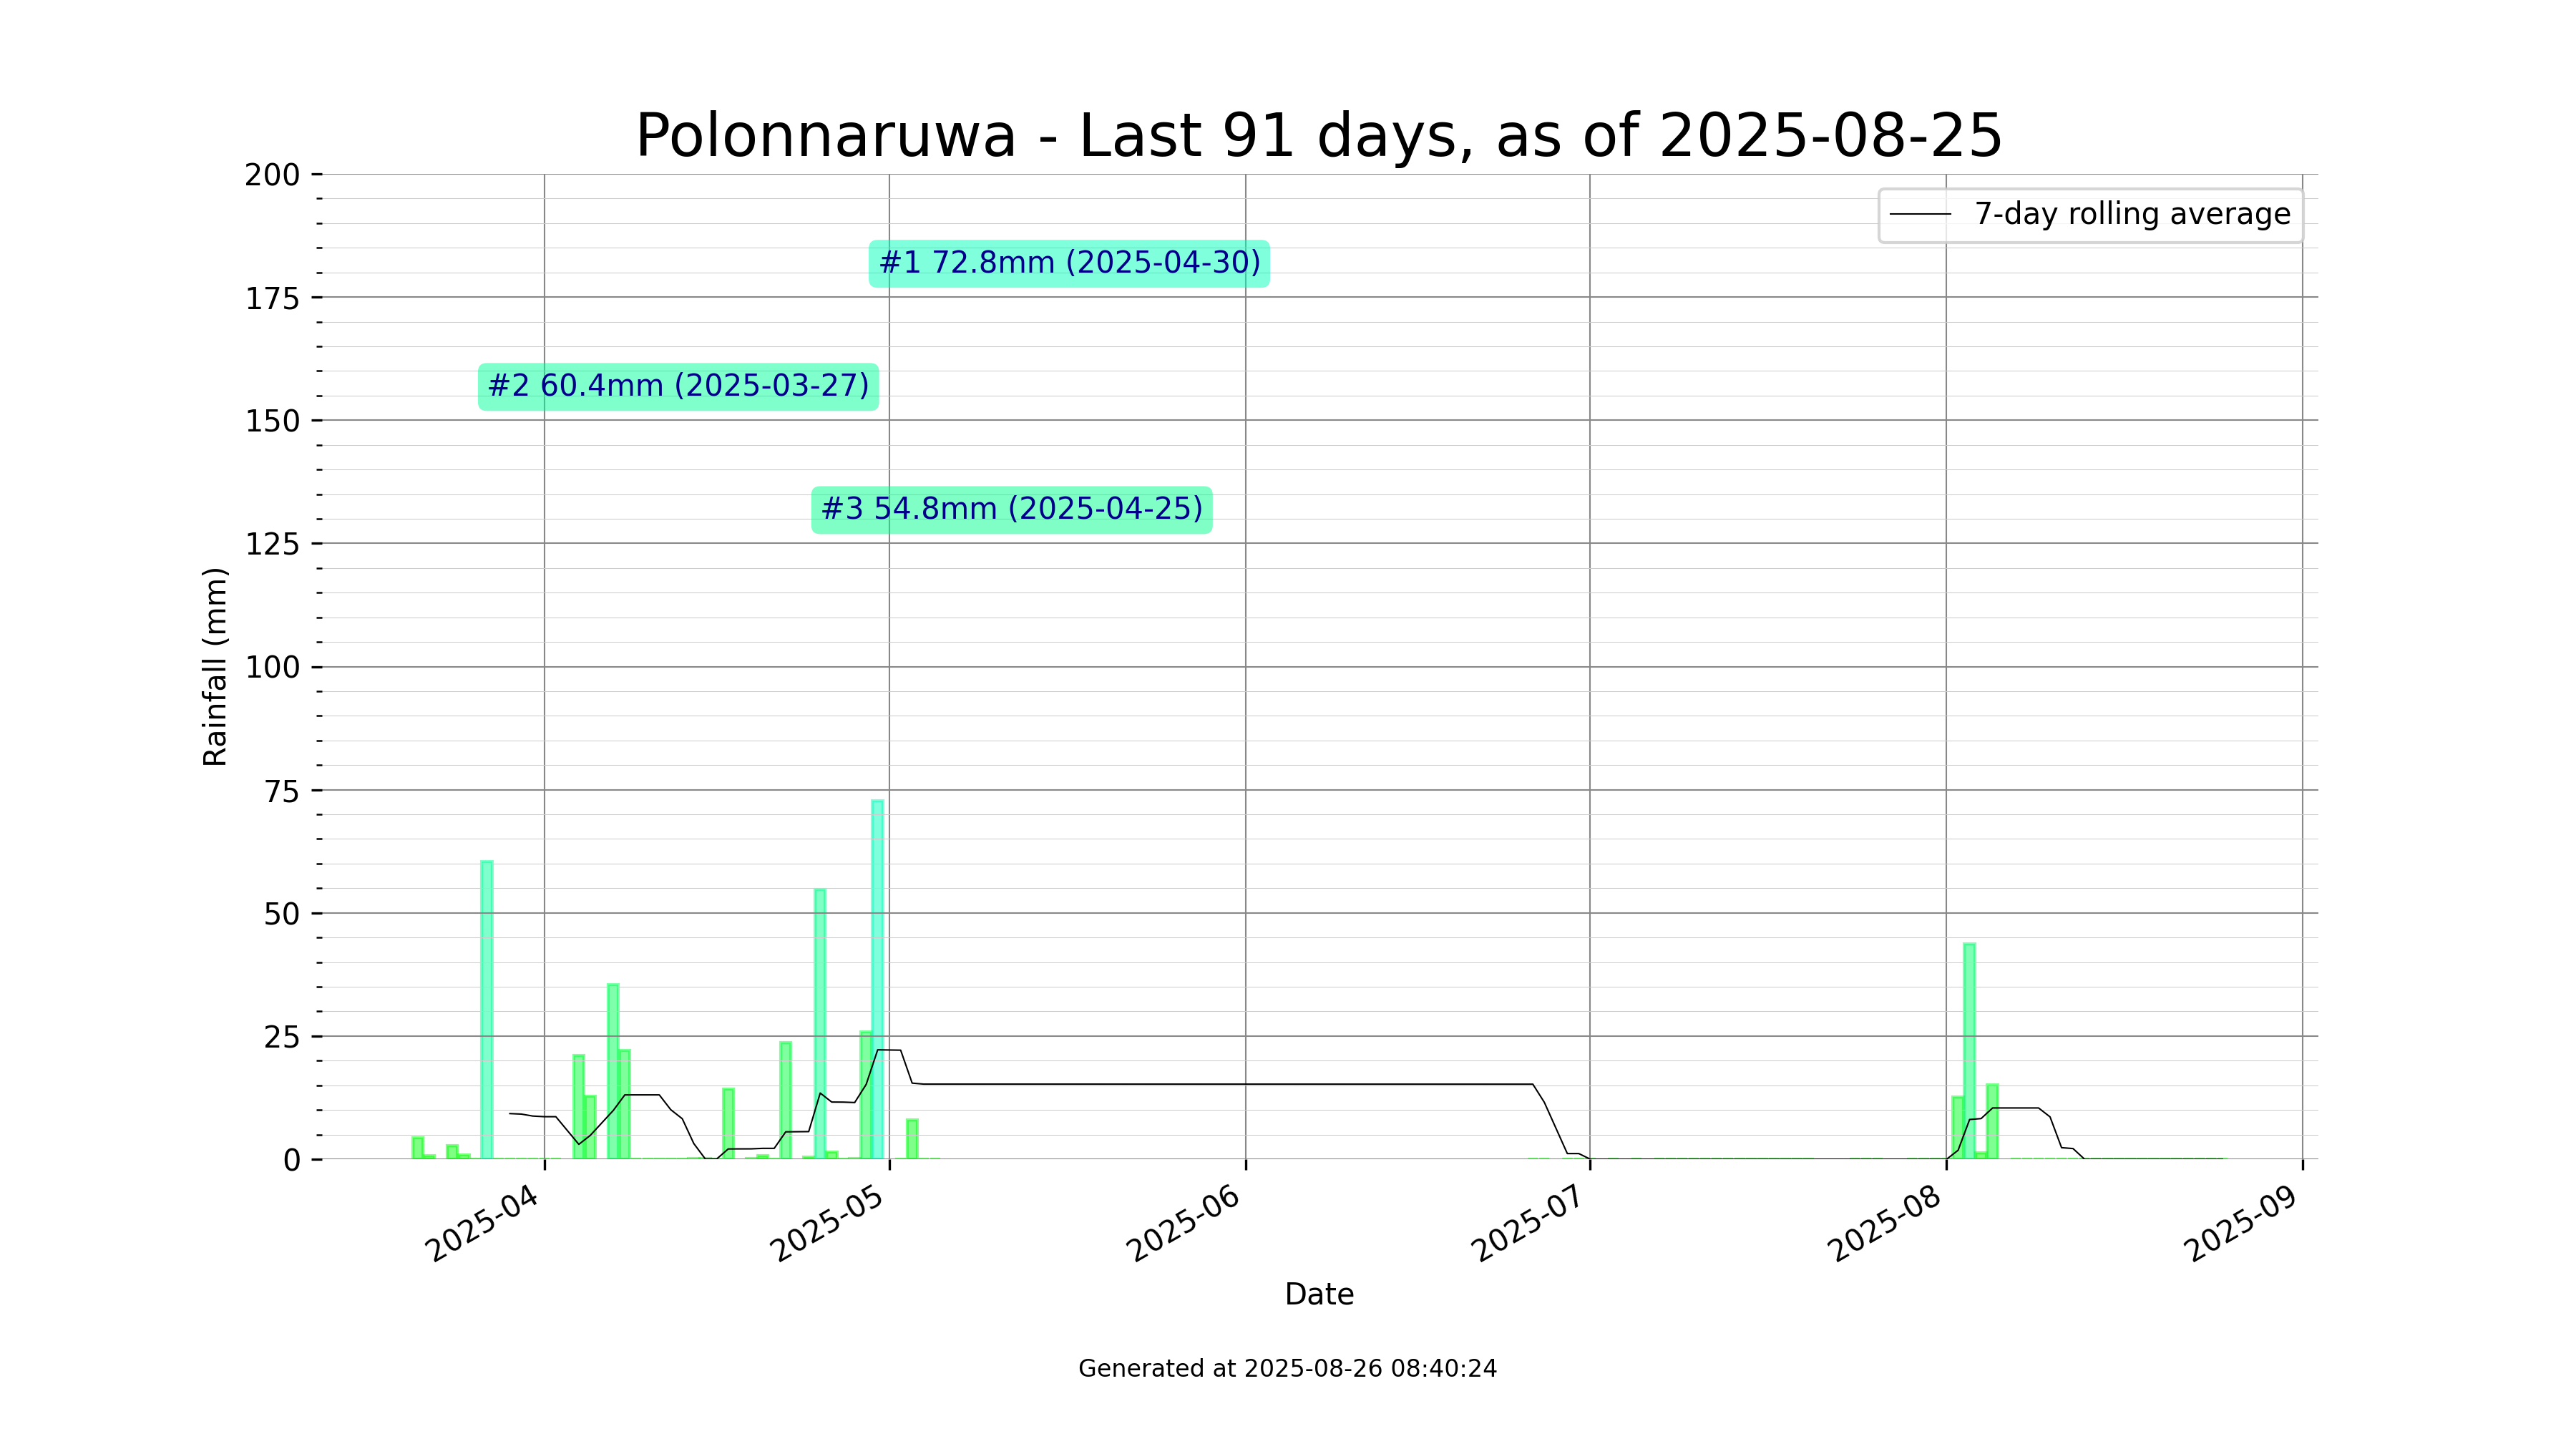 Polonnaruwa - Last 91 days, as of 2025-08-25
7-day rolling average
#1 72.8mm (2025-04-30)
#2 60.4mm (2025-03-27)
#3 54.8mm (2025-04-25)
Rainfall (mm)
200
175
150
125
100
75
50
25
0
2025-04
2025-05
2025-06
2025-07
2025-08
2025-09
Date
Generated at 2025-08-26 08:40:24